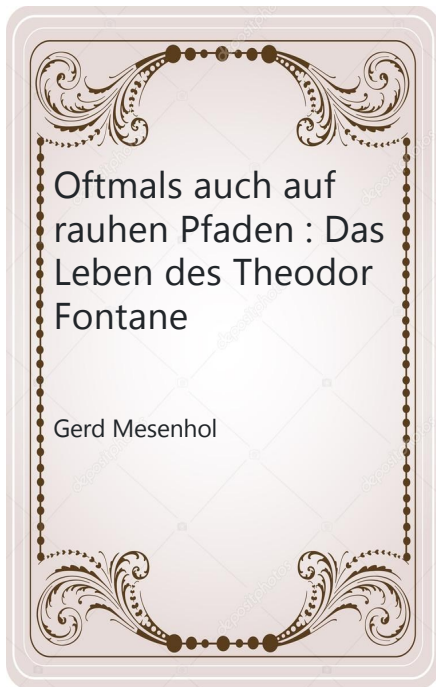 Oftmals auch auf
rauhen Pfaden : Das
Leben des Theodor
Fontane
Gerd Mesenhol